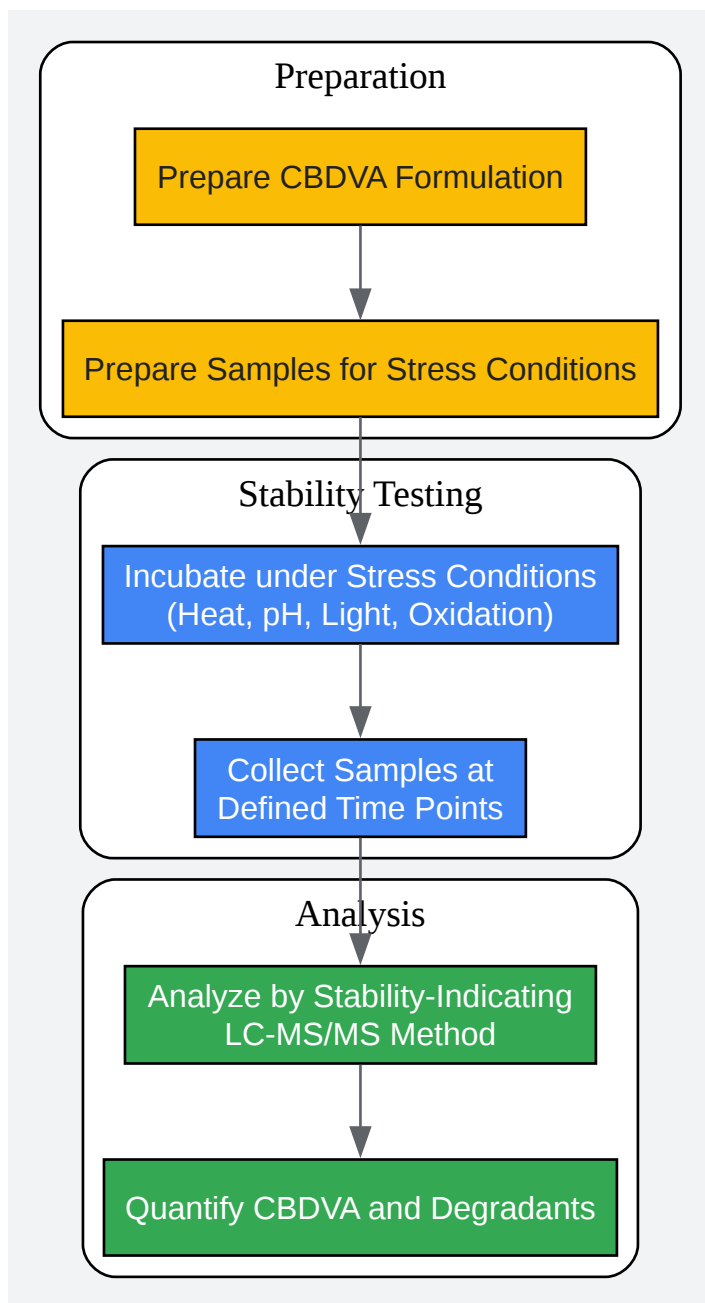 Preparation
Prepare CBDVA Formulation
Prepare Samples for Stress Conditions
Stability Testing
Incubate under Stress Conditions
(Heat, pH, Light, Oxidation)
Collect Samples at
Defined Time Points
Analysis
Analyze by Stability-Indicating
LC-MS/MS Method
Quantify CBDVA and Degradants